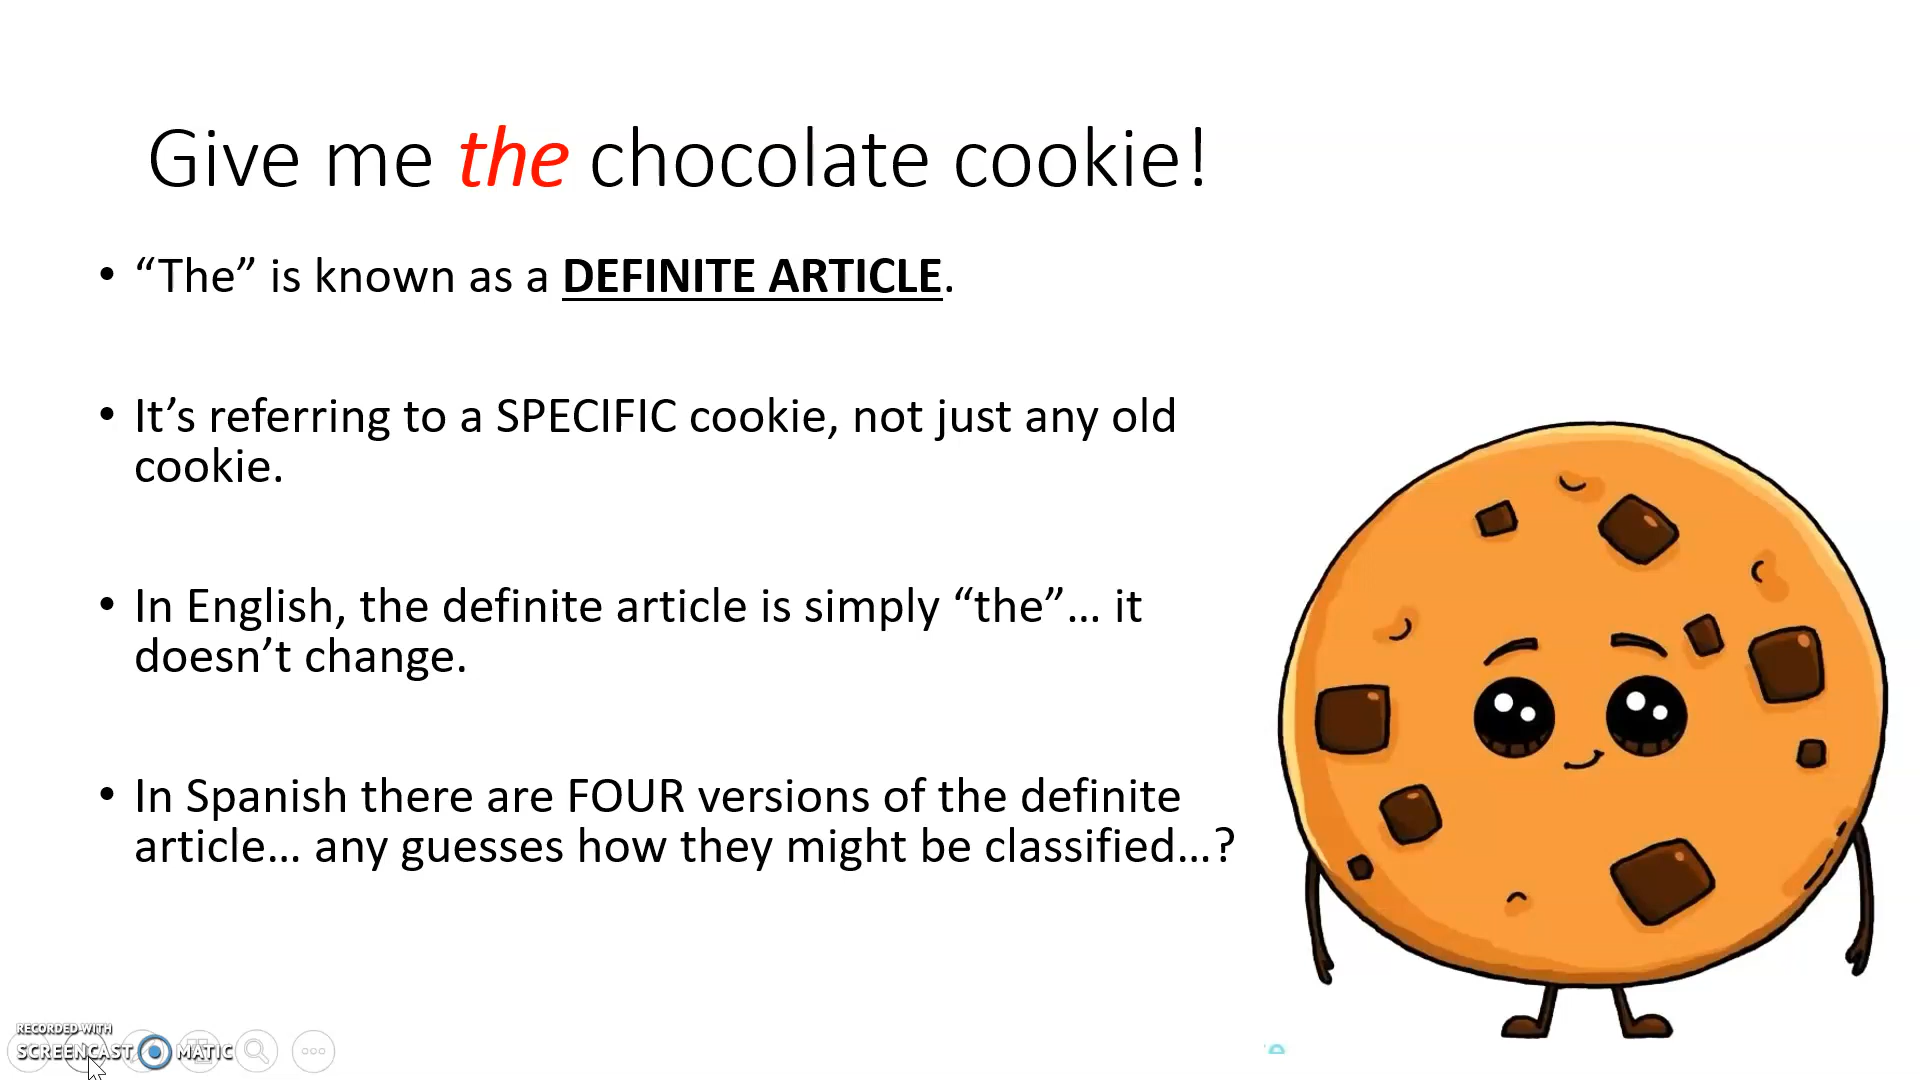 Give me the chocolate cookie!
• “The” is known as a DEFINITE ARTICLE.
• It’s referring to a SPECIFIC cookie, not just any old
cookie.
• In English, the definite article is simply “the”… it
doesn’t change.
• In Spanish there are FOUR versions of the definite
article… any guesses how they might be classified…?
RECORDED WITH
SCREENCAST MATIC